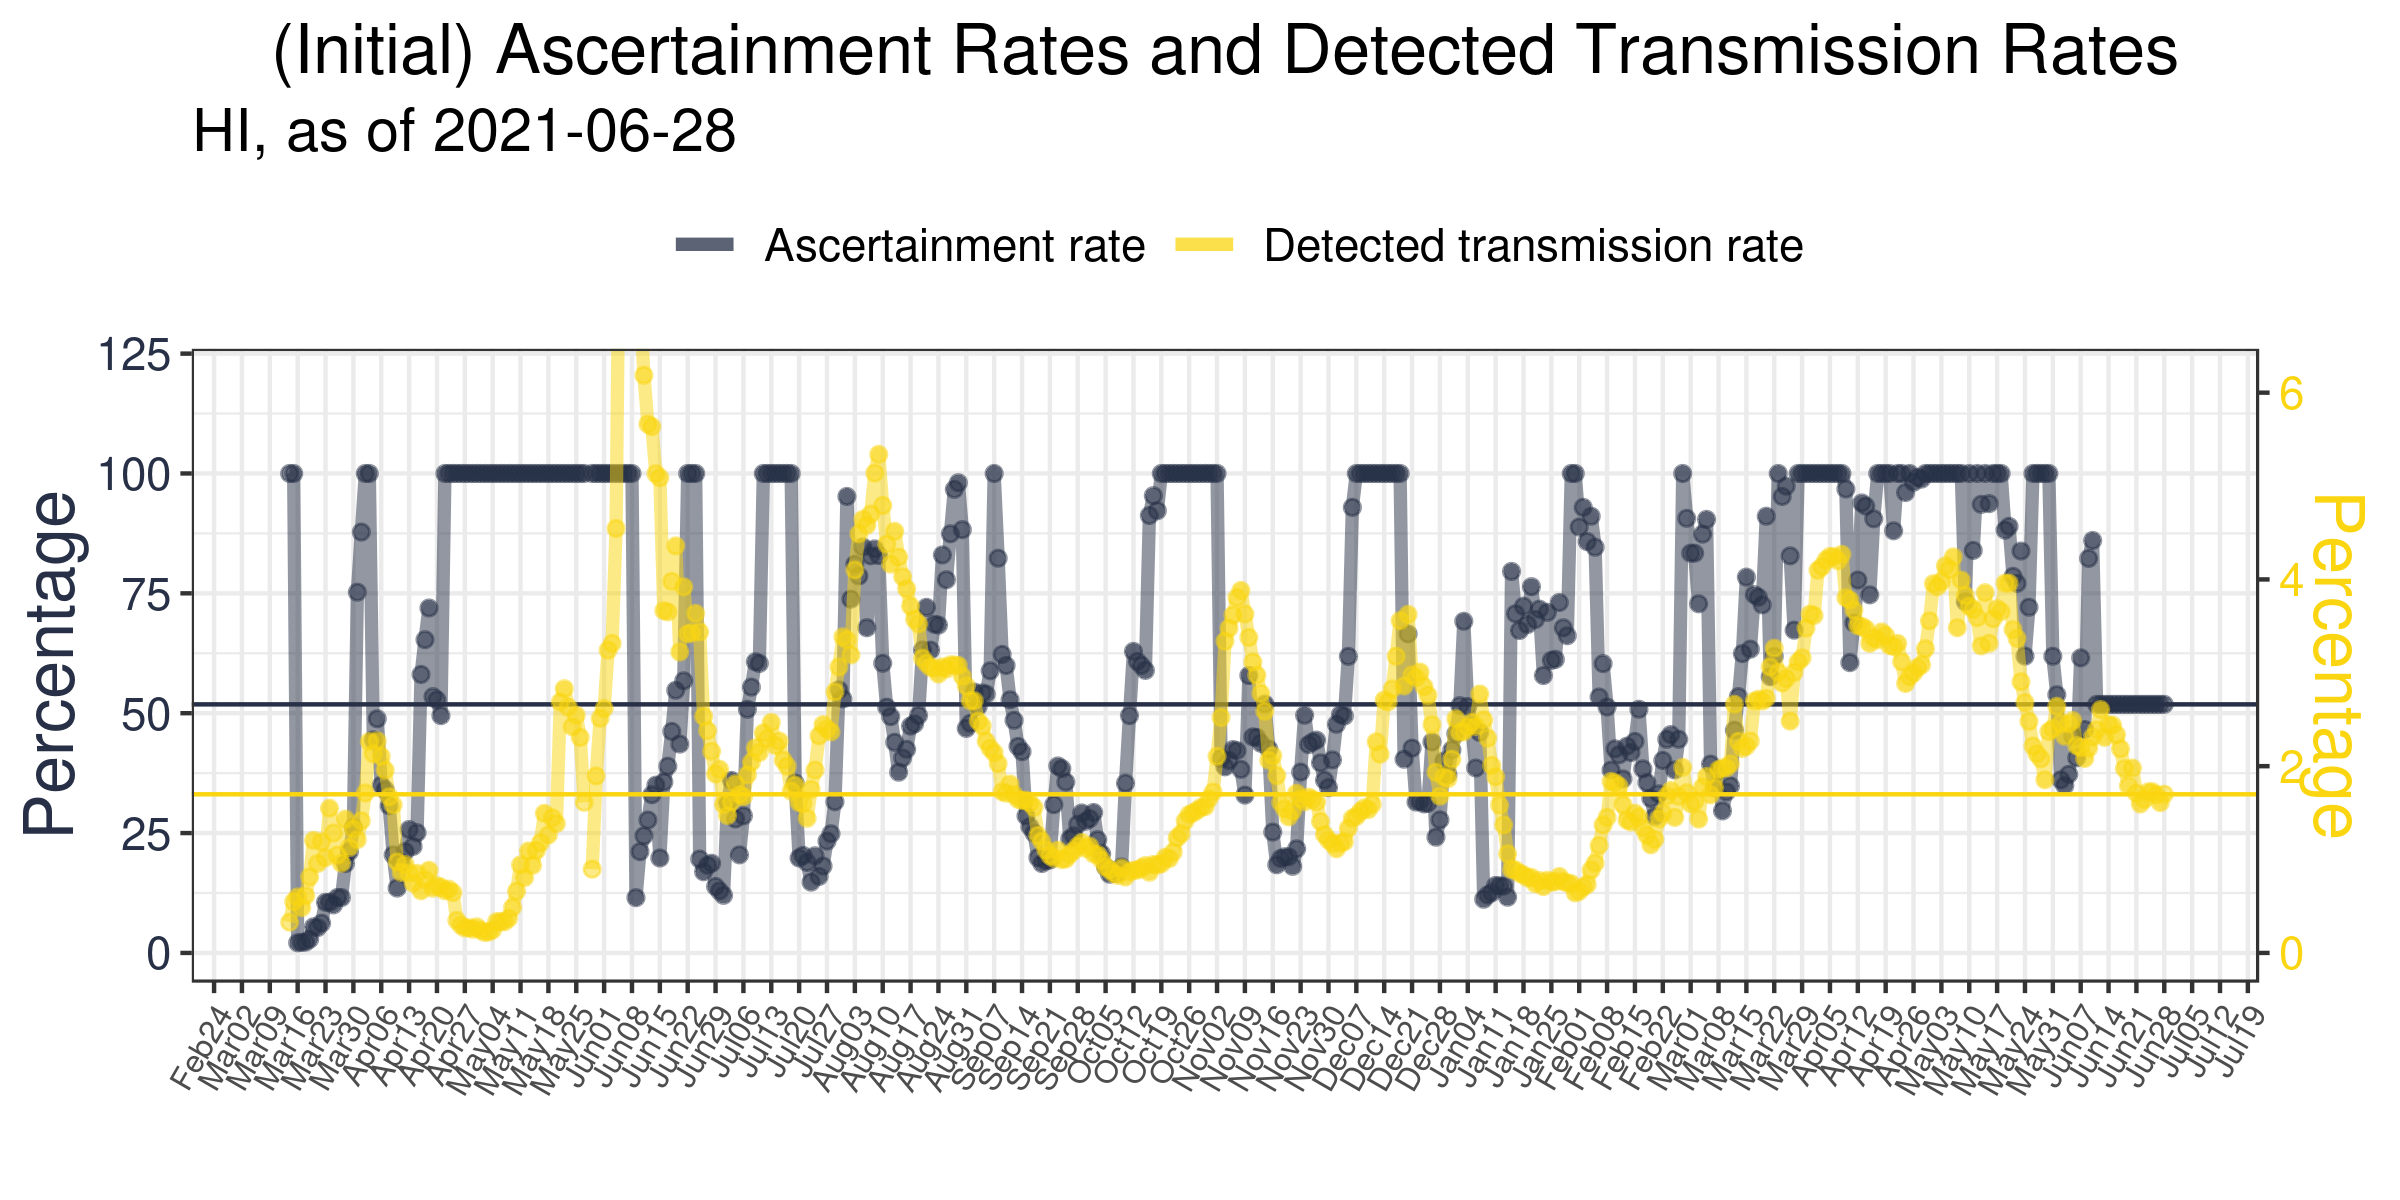 (Initial) Ascertainment Rates and Detected Transmission Rates
HI, as of 2021-06-28
Ascertainment rate
Detected transmission rate
125
100
75
50
25
0
Percentage
6
4
2
0
Percentage
Feb24
Mar02
Mar09
Mar16
Mar23
Mar30
Apr06
Apr13
Apr20
Apr27
May04
May11
May18
May25
Jun01
Jun08
Jun15
Jun22
Jun29
Jul06
Jul13
Jul20
Jul27
Aug03
Aug10
Aug17
Aug24
Aug31
Sep07
Sep14
Sep21
Sep28
Oct05
Oct12
Oct19
Oct26
Nov02
Nov09
Nov16
Nov23
Nov30
Dec07
Dec14
Dec21
Dec28
Jan04
Jan11
Jan18
Jan25
Feb01
Feb08
Feb15
Feb22
Mar01
Mar08
Mar15
Mar22
Mar29
Apr05
Apr12
Apr19
Apr26
May03
May10
May17
May24
May31
Jun07
Jun14
Jun21
Jun28
Jul05
Jul12
Jul19